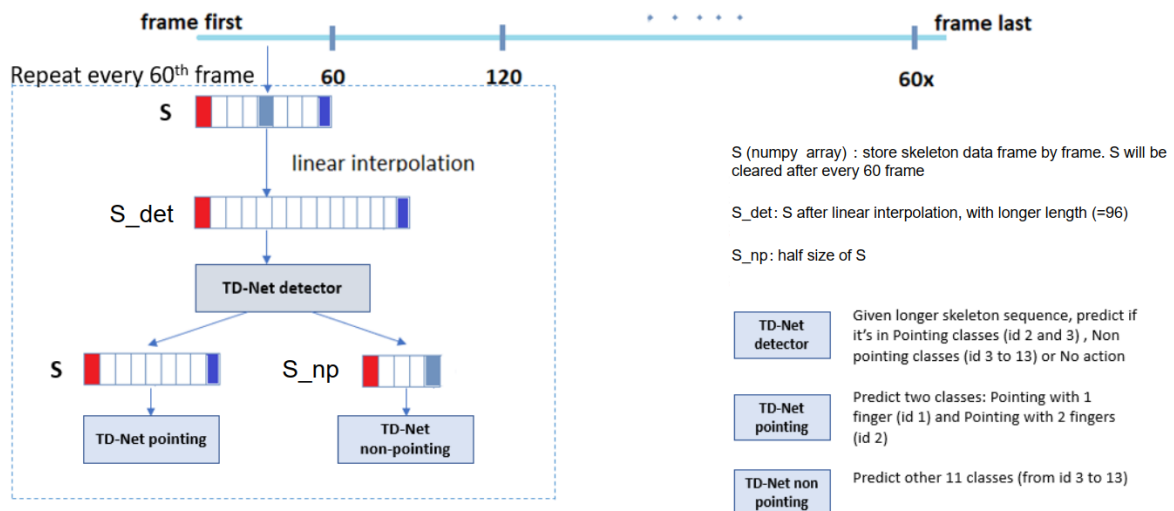 frame first
frame last
Repeat every 60th frame
60
120
60x
S
linear interpolation
S_det
TD-Net detector
S
S_np
TD-Net pointing
TD-Net
non-pointing
S (numpy array) : store skeleton data frame by frame. S will be
cleared after every 60 frame
S_det: S after linear interpolation, with longer length (=96)
S_np: half size of S
TD-Net
detector
Given longer skeleton sequence, predict if
it's in Pointing classes (id 2 and 3) , Non
pointing classes (id 3 to 13) or No action
TD-Net
pointing
Predict two classes: Pointing with 1
finger (id 1) and Pointing with 2 fingers
(id 2)
TD-Net non
pointing
Predict other 11 classes (from id 3 to 13)